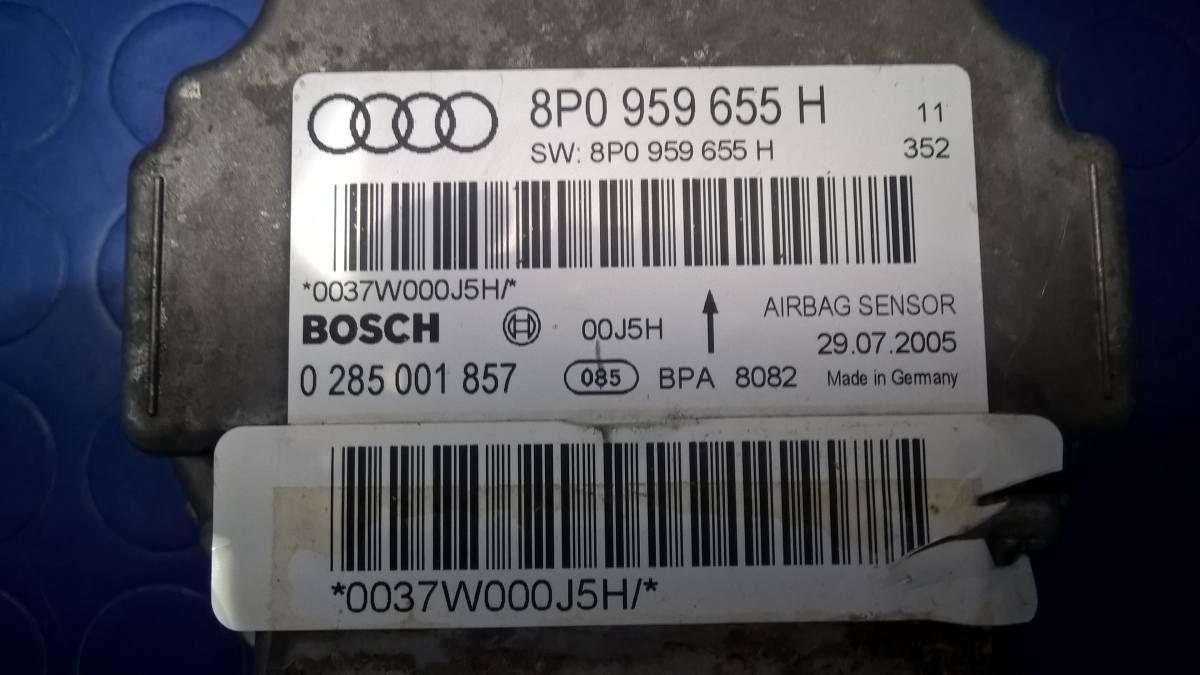 8P0 959 655 H 11
SW: 8P0 959 655 H 352
*0037W000J5H/*
BOSCH 00J5H AIRBAG SENSOR
29.07.2005
0 285 001 857 085 BPA 8082 Made in Germany
*0037W000J5H/*